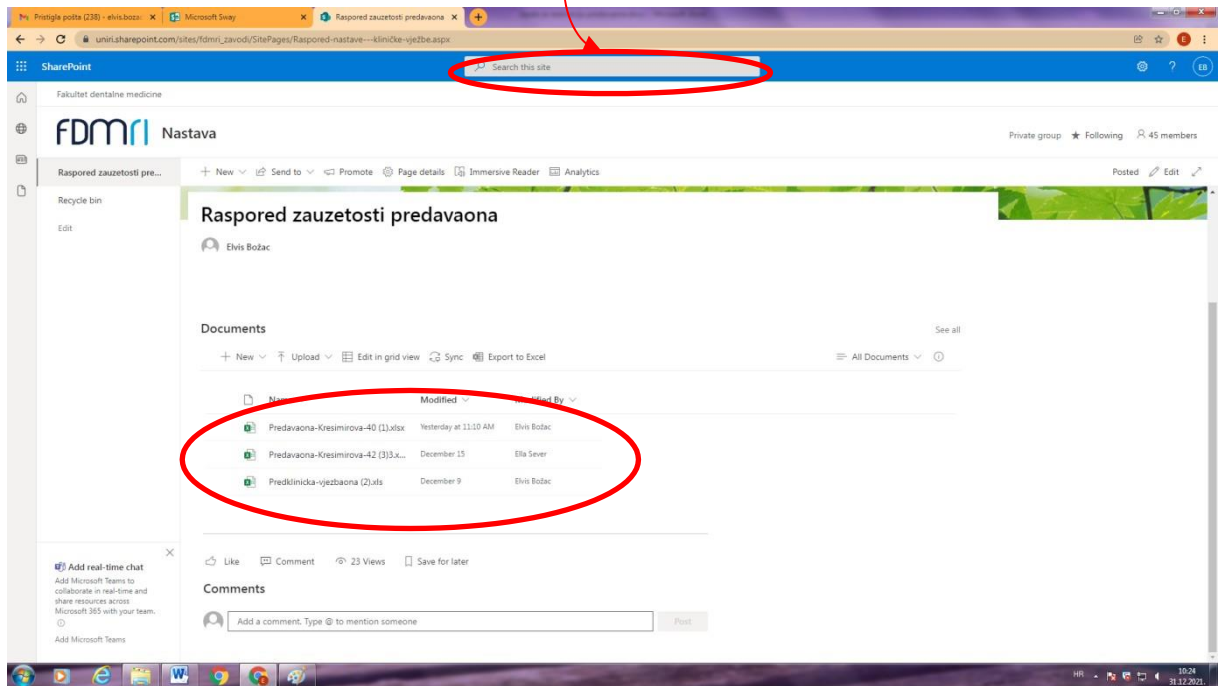 Pristigla pošta (238) - elvis.boza
Microsoft Sway
Raspored zauzetosti predavaona
uniri.sharepoint.com/sites/fdmri_zavodi/SitePages/Raspored-nastave---kliničke-vježbe.aspx
E
SharePoint
Search this site
?
EB
Fakultet dentalne medicine
FDMRI Nastava
Private group
Following
45 members
Raspored zauzetosti pre...
New
Send to
Promote
Page details
Immersive Reader
Analytics
Posted
Edit
Recycle bin
Edit
Raspored zauzetosti predavaona
Elvis Božac
Documents
See all
New
Upload
Edit in grid view
Sync
Export to Excel
All Documents
Modified
Modified By
Predavaona-Kresimirova-40 (1).xlsx Yesterday at 11:10 AM Elvis Božac
Predavaona-Kresimirova-42 (3)3.x... December 15 Ella Sever
Predklinicka-vjezbaona (2).xls December 9 Elvis Božac
Like
Comment
23 Views
Save for later
Add real-time chat
Add Microsoft Teams to
collaborate in real-time and
share resources across
Microsoft 365 with your team.
Add Microsoft Teams
Comments
Add a comment. Type @ to mention someone
Post
HR
10:24
31.12.2021.